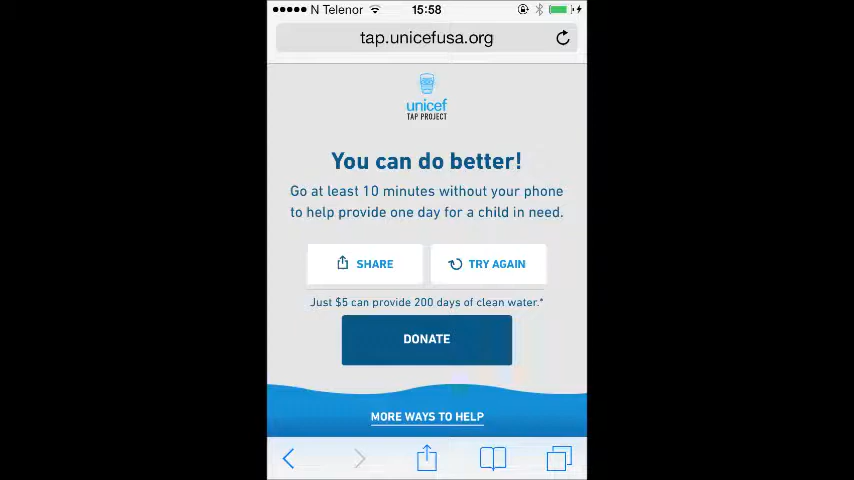 N Telenor 15:58
tap.unicefusa.org
unicef
TAP PROJECT
You can do better!
Go at least 10 minutes without your phone
to help provide one day for a child in need.
SHARE TRY AGAIN
Just $5 can provide 200 days of clean water.*
DONATE
MORE WAYS TO HELP